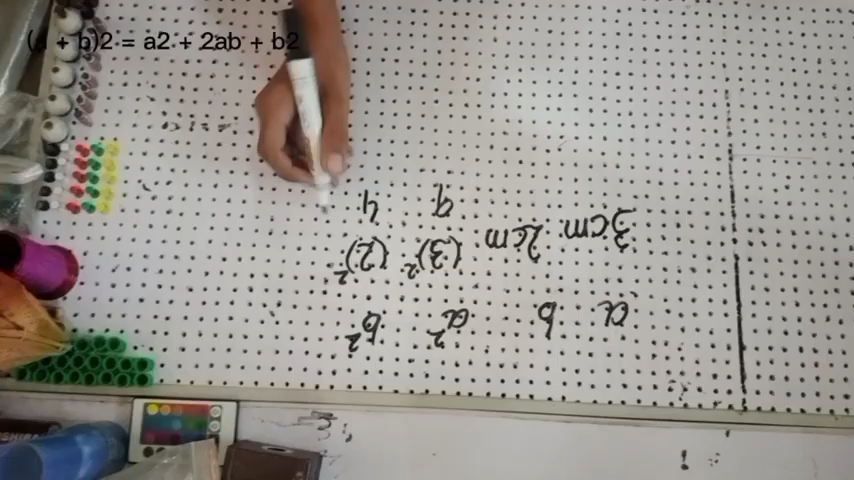 (a + b)2 = a2 + 2ab + b2
a b a² b²
3cm 2cm (3)² (2)²
9 4